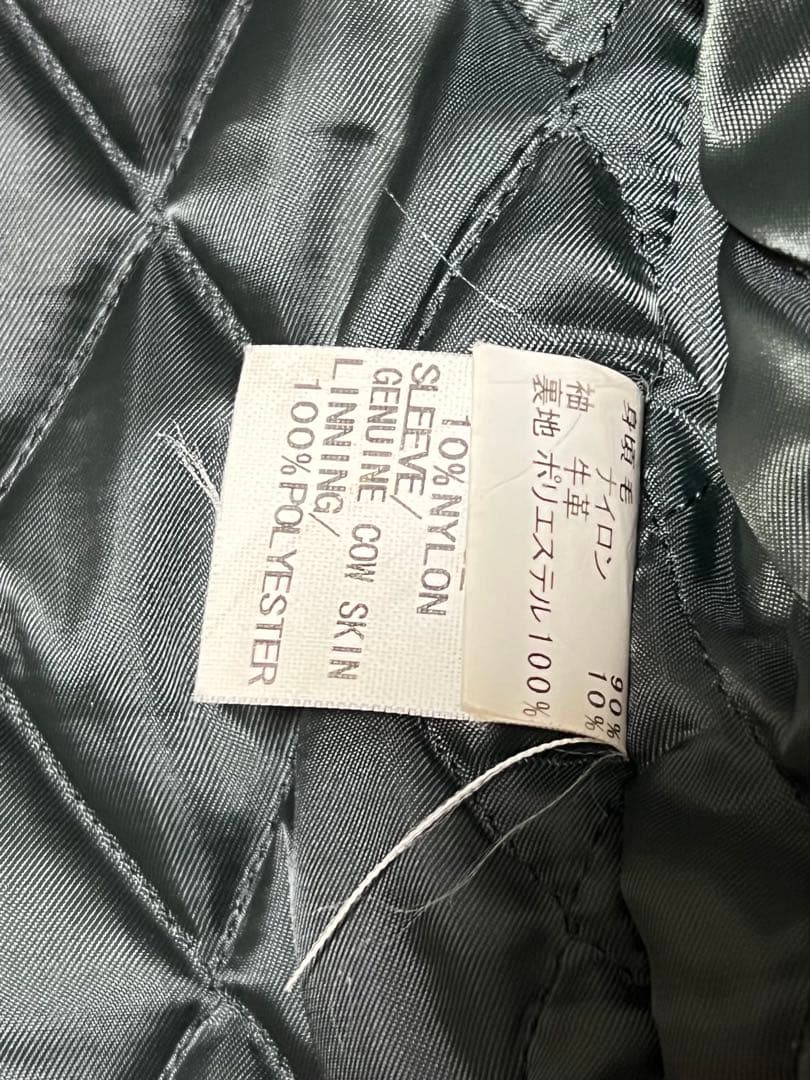 身頃 毛 90%
ナイロン 10%
袖 牛革
裏地 ポリエステル100%
10%NYLON
SLEEVE/
GENUINE COW SKIN
LINNING/
100%POLYESTER